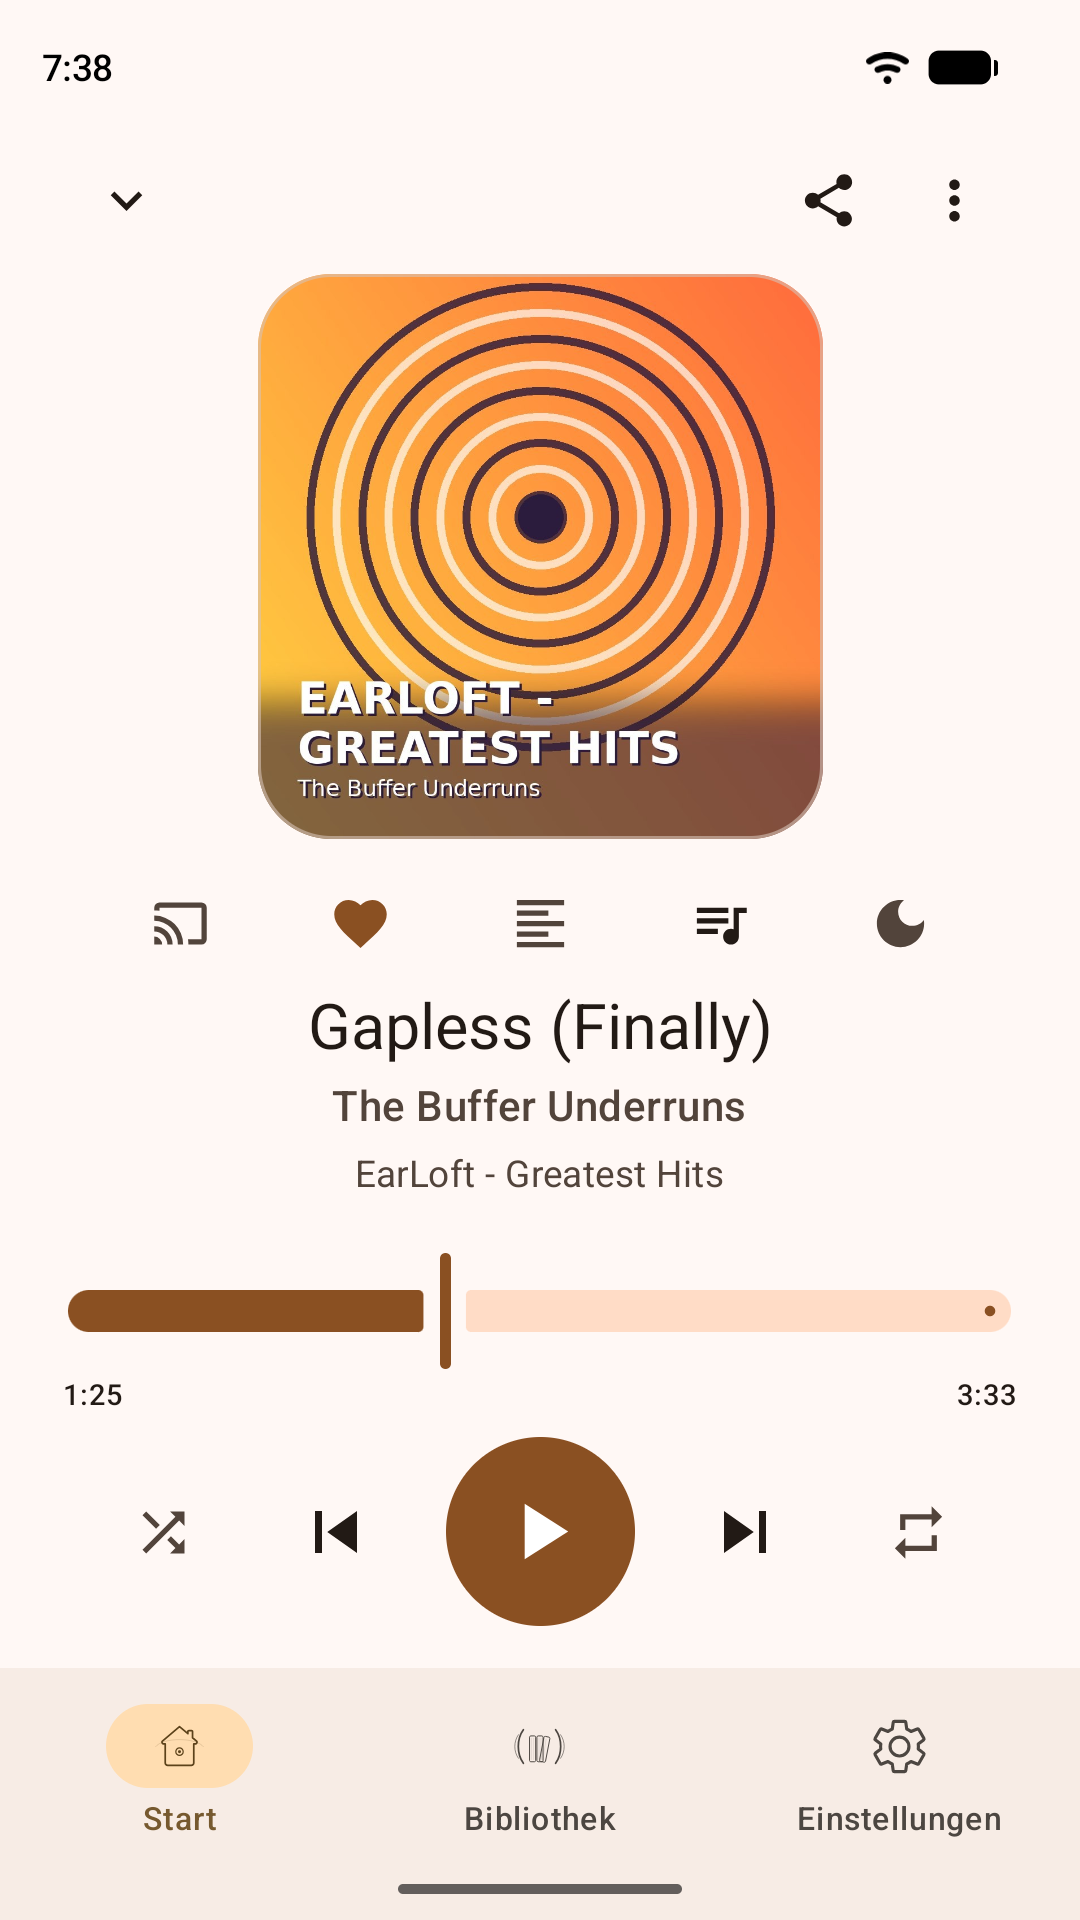 7:38
EARLOFT -
GREATEST HITS
The Buffer Underruns
Gapless (Finally)
The Buffer Underruns
EarLoft - Greatest Hits
1:25
3:33
Start
Bibliothek
Einstellungen